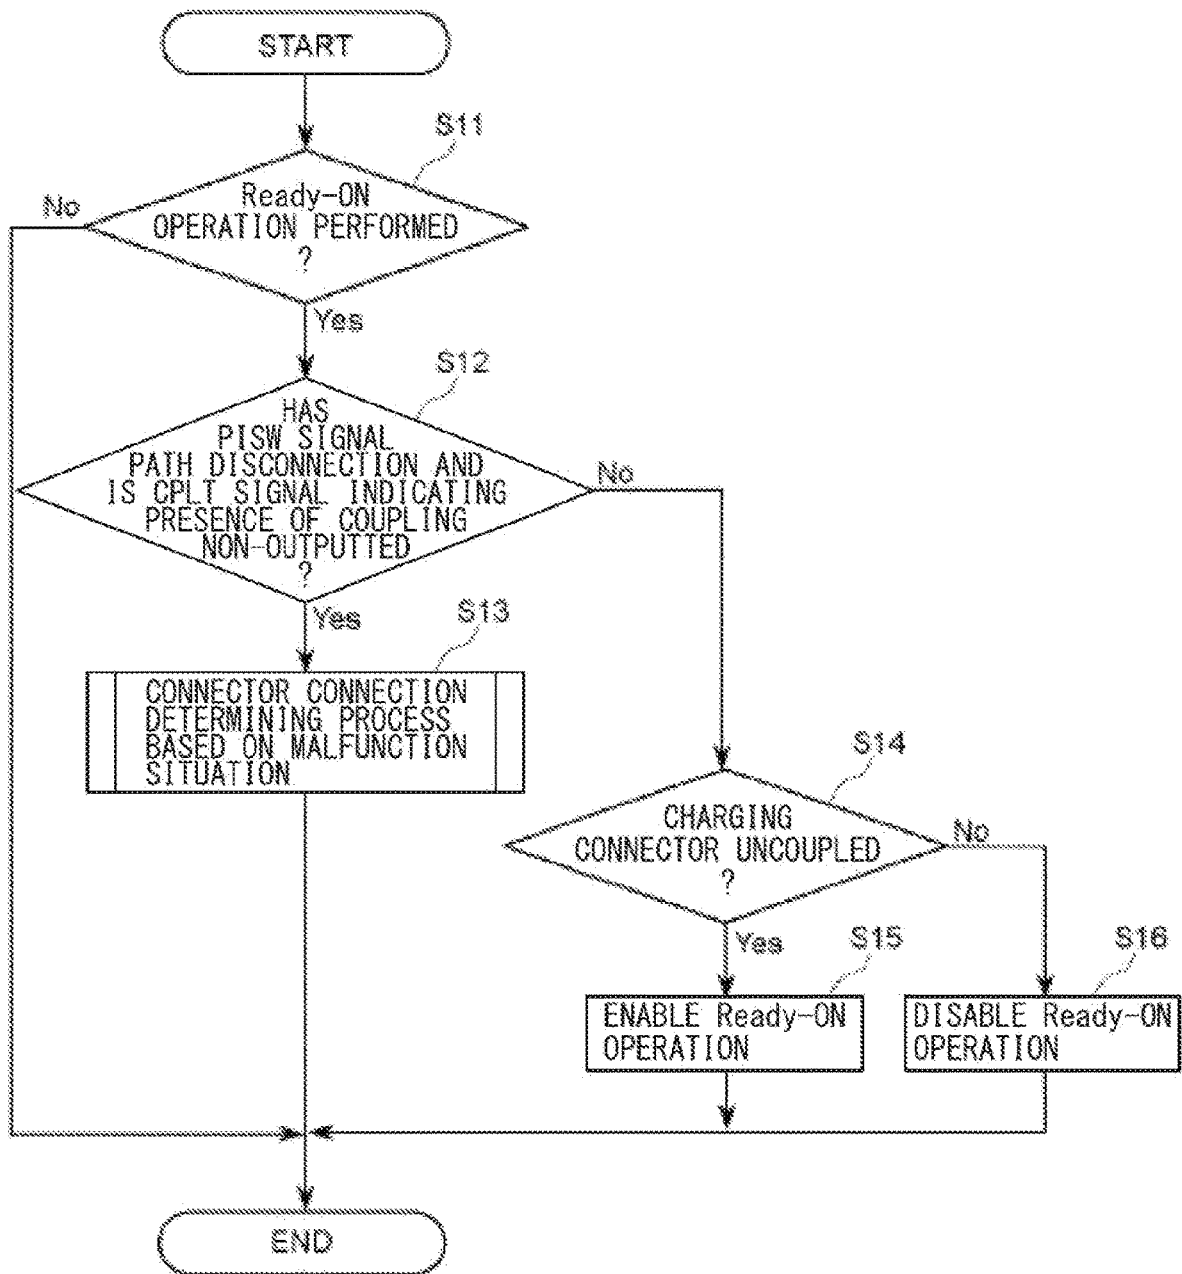 START
S11
Ready-ON
OPERATION PERFORMED
?
No
Yes
S12
HAS
PISW SIGNAL
PATH DISCONNECTION AND
IS CPLT SIGNAL INDICATING
PRESENCE OF COUPLING
NON-OUTPUTTED
?
No
Yes
S13
CONNECTOR CONNECTION
DETERMINING PROCESS
BASED ON MALFUNCTION
SITUATION
S14
CHARGING
CONNECTOR UNCOUPLED
?
No
Yes
S15
ENABLE Ready-ON
OPERATION
S16
DISABLE Ready-ON
OPERATION
END